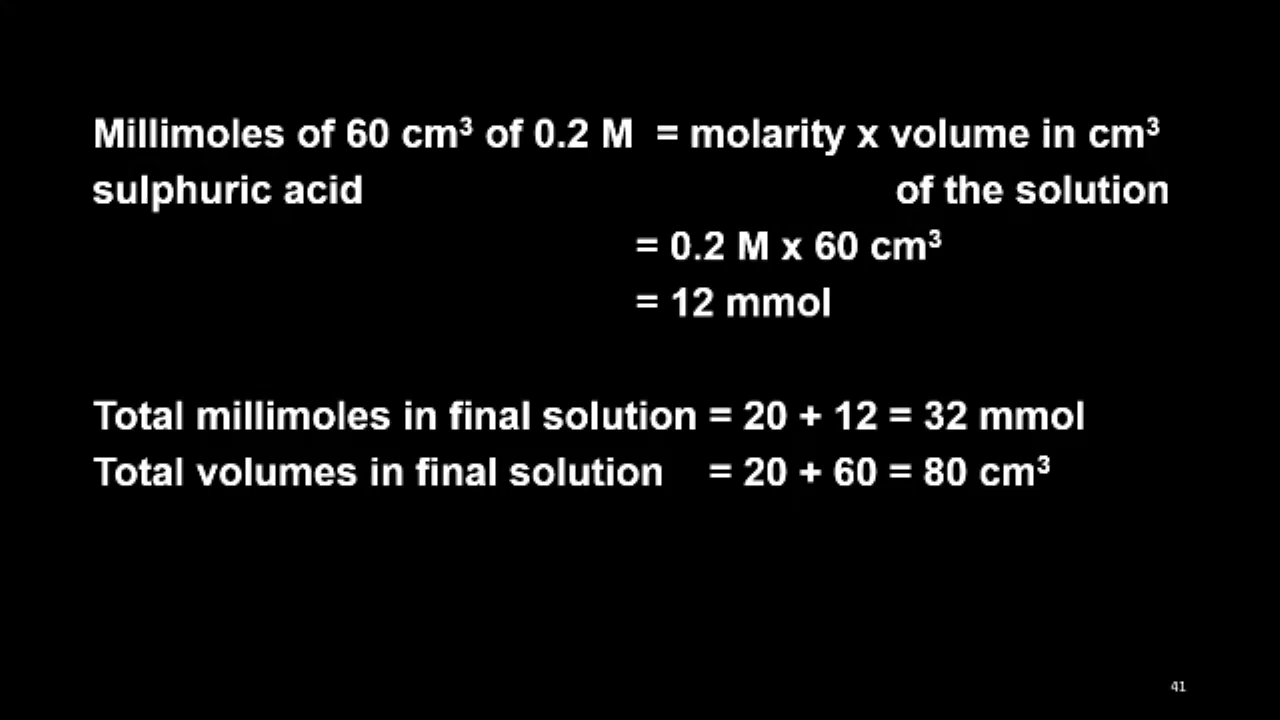 Millimoles of 60 cm³ of 0.2 M = molarity x volume in cm³
sulphuric acid of the solution
= 0.2 M x 60 cm³
= 12 mmol
Total millimoles in final solution = 20 + 12 = 32 mmol
Total volumes in final solution = 20 + 60 = 80 cm³
41